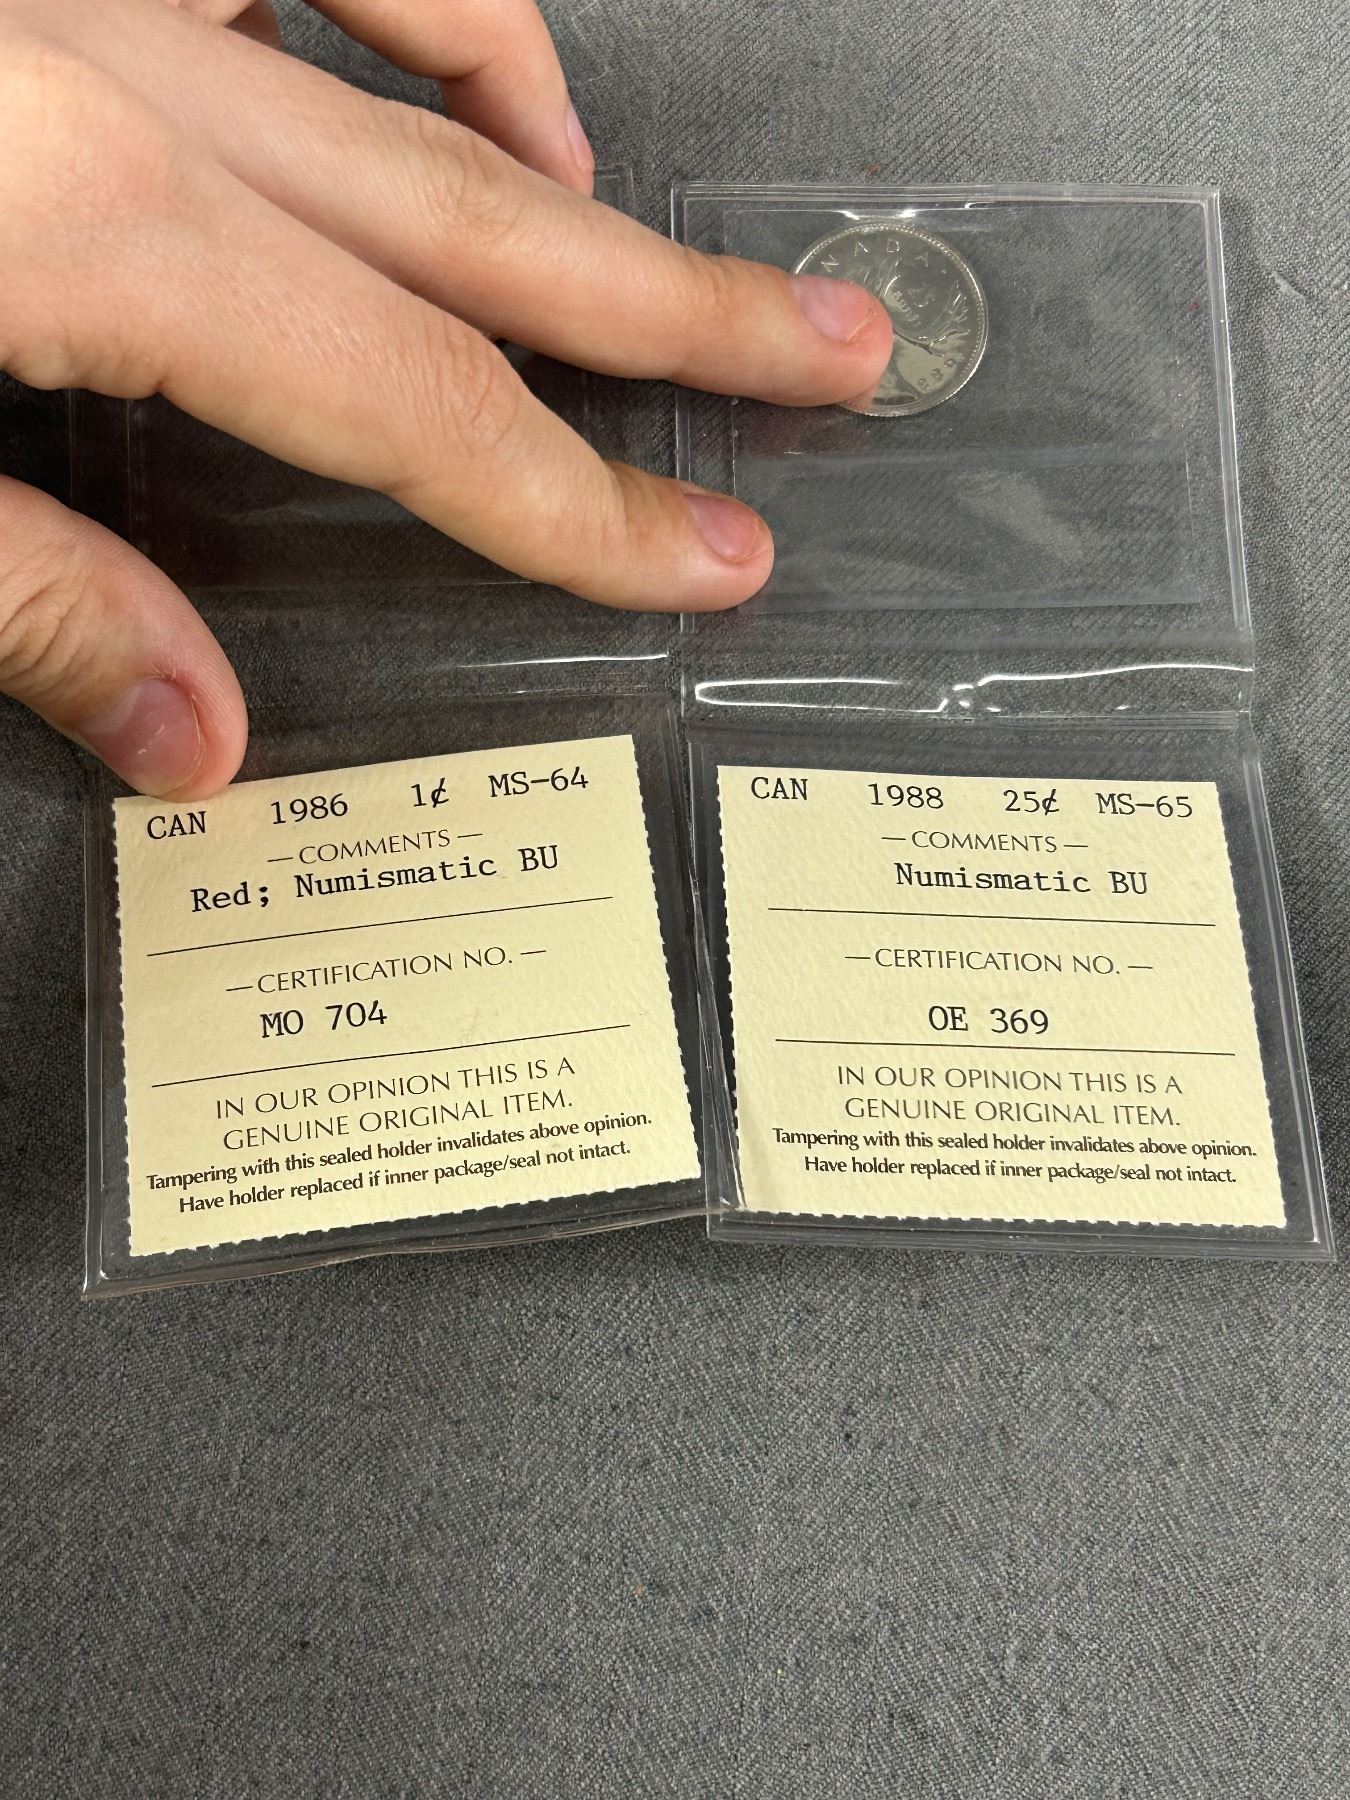 NADA
CAN 1986 1¢ MS-64
— COMMENTS —
Red; Numismatic BU
— CERTIFICATION NO. —
MO 704
IN OUR OPINION THIS IS A
GENUINE ORIGINAL ITEM.
Tampering with this sealed holder invalidates above opinion.
Have holder replaced if inner package/seal not intact.
CAN 1988 25¢ MS-65
— COMMENTS —
Numismatic BU
— CERTIFICATION NO. —
OE 369
IN OUR OPINION THIS IS A
GENUINE ORIGINAL ITEM.
Tampering with this sealed holder invalidates above opinion.
Have holder replaced if inner package/seal not intact.